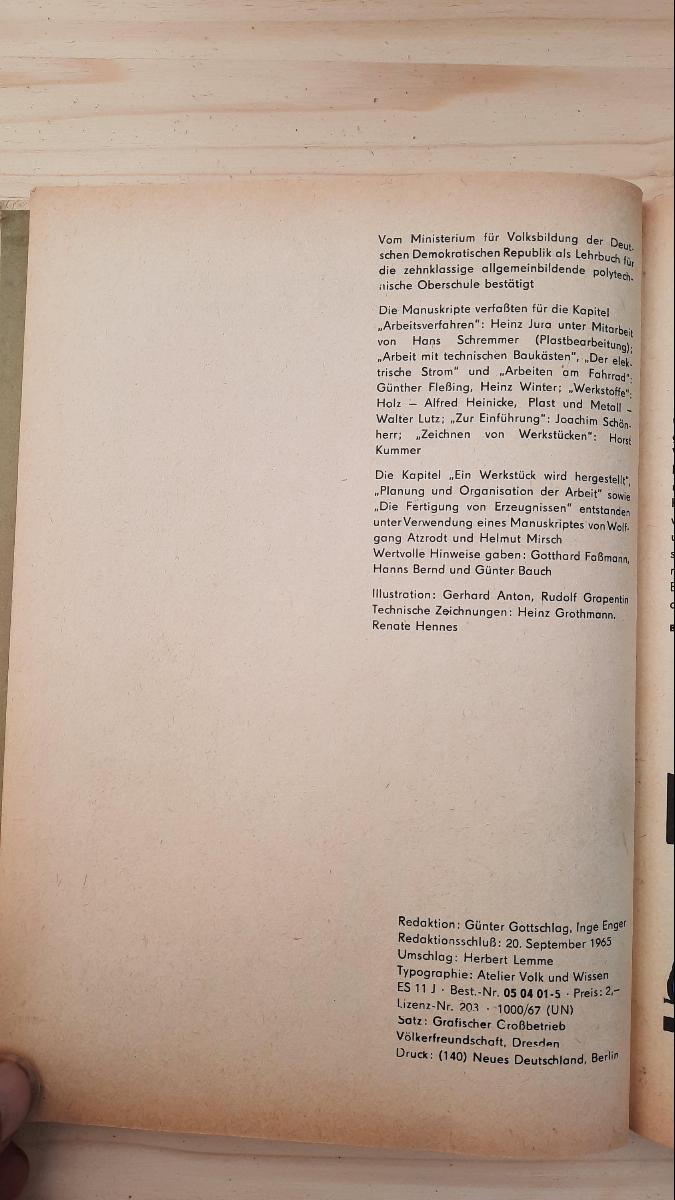 Vom Ministerium für Volksbildung der Deut-
schen Demokratischen Republik als Lehrbuch für
die zehnklassige allgemeinbildende polytech-
nische Oberschule bestätigt
Die Manuskripte verfaßten für die Kapitel
„Arbeitsverfahren“: Heinz Jura unter Mitarbeit
von Hans Schremmer (Plastbearbeitung);
„Arbeit mit technischen Baukästen“, „Der elek-
trische Strom“ und „Arbeiten am Fahrrad“:
Günther Fleßing, Heinz Winter; „Werkstoffe“:
Holz – Alfred Heinicke, Plast und Metall –
Walter Lutz; „Zur Einführung“: Joachim Schön-
herr; „Zeichnen von Werkstücken“: Horst
Kummer
Die Kapitel „Ein Werkstück wird hergestellt“,
„Planung und Organisation der Arbeit“ sowie
„Die Fertigung von Erzeugnissen“ entstanden
unter Verwendung eines Manuskriptes von Wolf-
gang Atzrodt und Helmut Mirsch
Wertvolle Hinweise gaben: Gotthard Faßmann,
Hanns Bernd und Günter Bauch
Illustration: Gerhard Anton, Rudolf Grapentin
Technische Zeichnungen: Heinz Grothmann.
Renate Hennes
Redaktion: Günter Gottschlag, Inge Enger
Redaktionsschluß: 20. September 1965
Umschlag: Herbert Lemme
Typographie: Atelier Volk und Wissen
ES 11 J · Best.-Nr. 05 04 01-5 · Preis: 2,–
Lizenz-Nr. 203 · 1000/67 (UN)
Satz: Grafischer Großbetrieb
Völkerfreundschaft, Dresden
Druck: (140) Neues Deutschland, Berlin